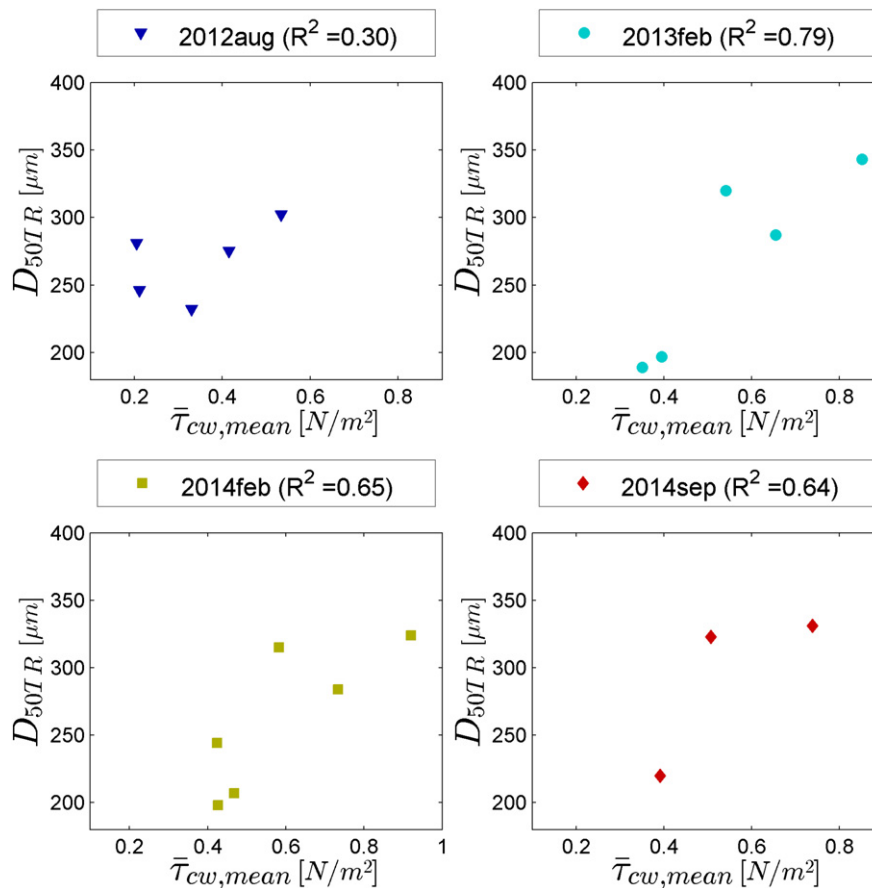 2012aug (R² =0.30)
400
350
300
250
200
D₅₀TR [μm]
0.2 0.4 0.6 0.8
τ̄cw,mean [N/m²]
2013feb (R² =0.79)
400
350
300
250
200
D₅₀TR [μm]
0.2 0.4 0.6 0.8
τ̄cw,mean [N/m²]
2014feb (R² =0.65)
400
350
300
250
200
D₅₀TR [μm]
0.2 0.4 0.6 0.8 1
τ̄cw,mean [N/m²]
2014sep (R² =0.64)
400
350
300
250
200
D₅₀TR [μm]
0.2 0.4 0.6 0.8
τ̄cw,mean [N/m²]